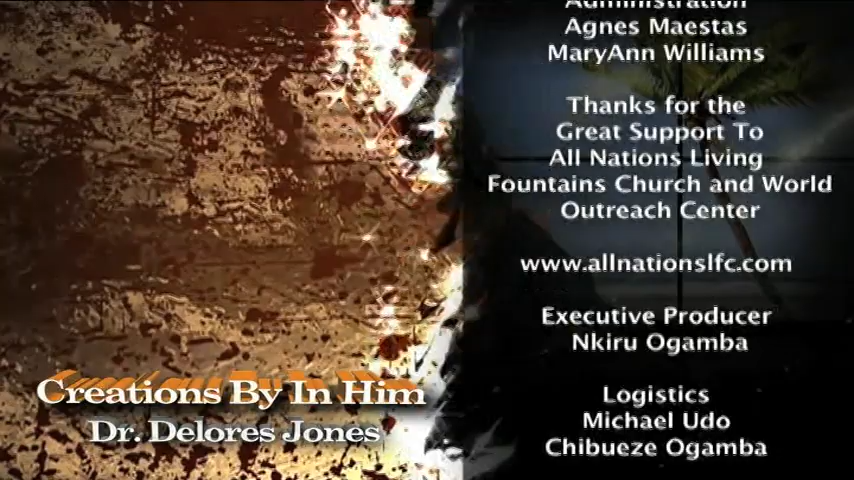 Administration
Agnes Maestas
MaryAnn Williams
Thanks for the
Great Support To
All Nations Living
Fountains Church and World
Outreach Center
www.allnationslfc.com
Executive Producer
Nkiru Ogamba
Logistics
Michael Udo
Chibueze Ogamba
Creations By In Him
Dr. Delores Jones